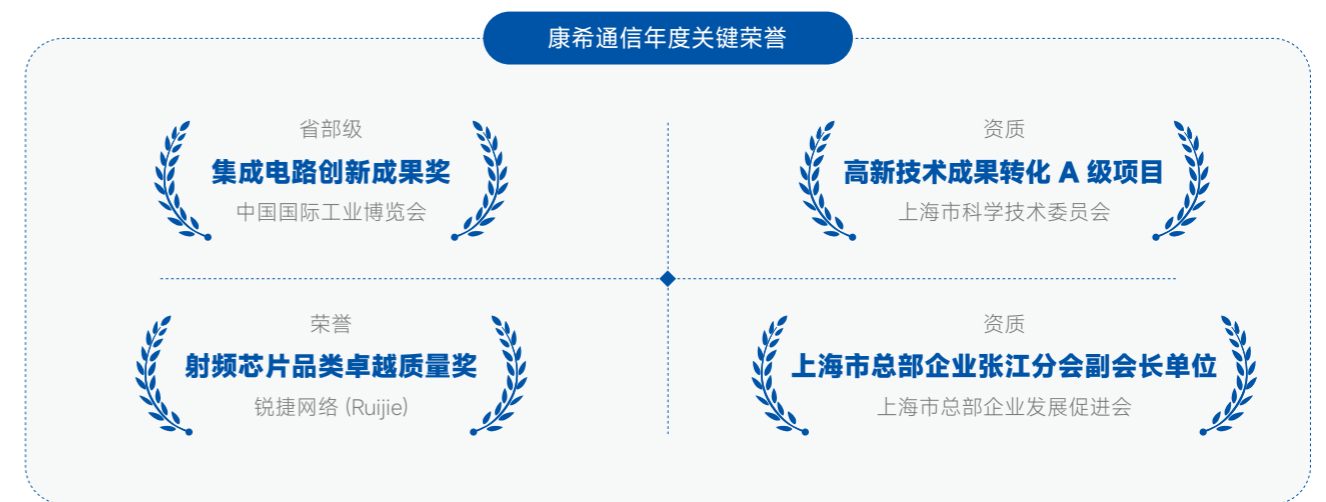 康希通信年度关键荣誉
省部级
集成电路创新成果奖
中国国际工业博览会
资质
高新技术成果转化 A 级项目
上海市科学技术委员会
荣誉
射频芯片品类卓越质量奖
锐捷网络 (Ruijie)
资质
上海市总部企业张江分会副会长单位
上海市总部企业发展促进会